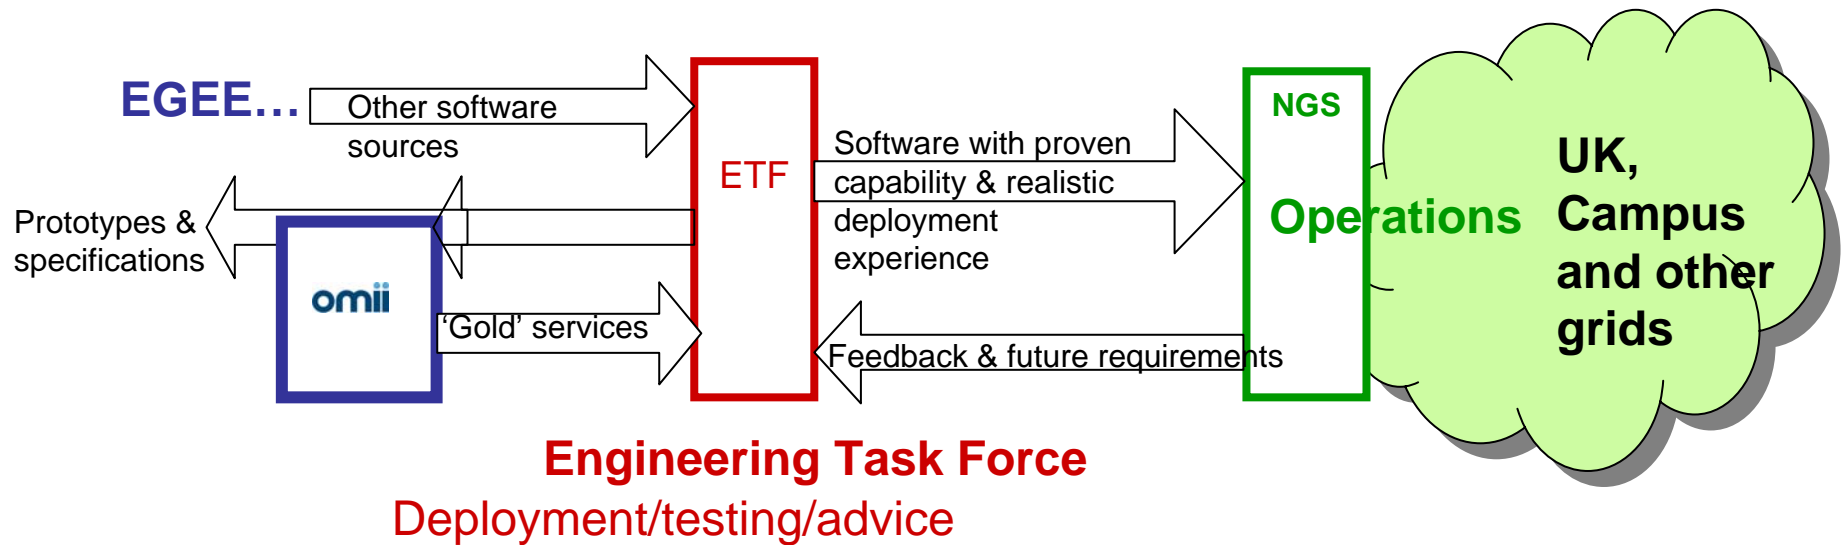 EGEE...
Other software
sources
Prototypes &
specifications
omii
'Gold' services
ETF
Software with proven
capability & realistic
deployment
experience
Feedback & future requirements
NGS
Operations
UK,
Campus
and other
grids
Engineering Task Force
Deployment/testing/advice